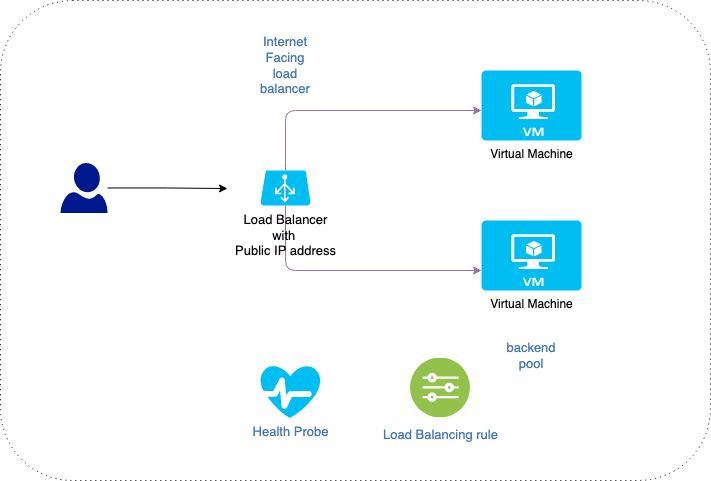 Internet
Facing
load
balancer
VM
Virtual Machine
Load Balancer
with
Public IP address
VM
Virtual Machine
backend
pool
Health Probe
Load Balancing rule